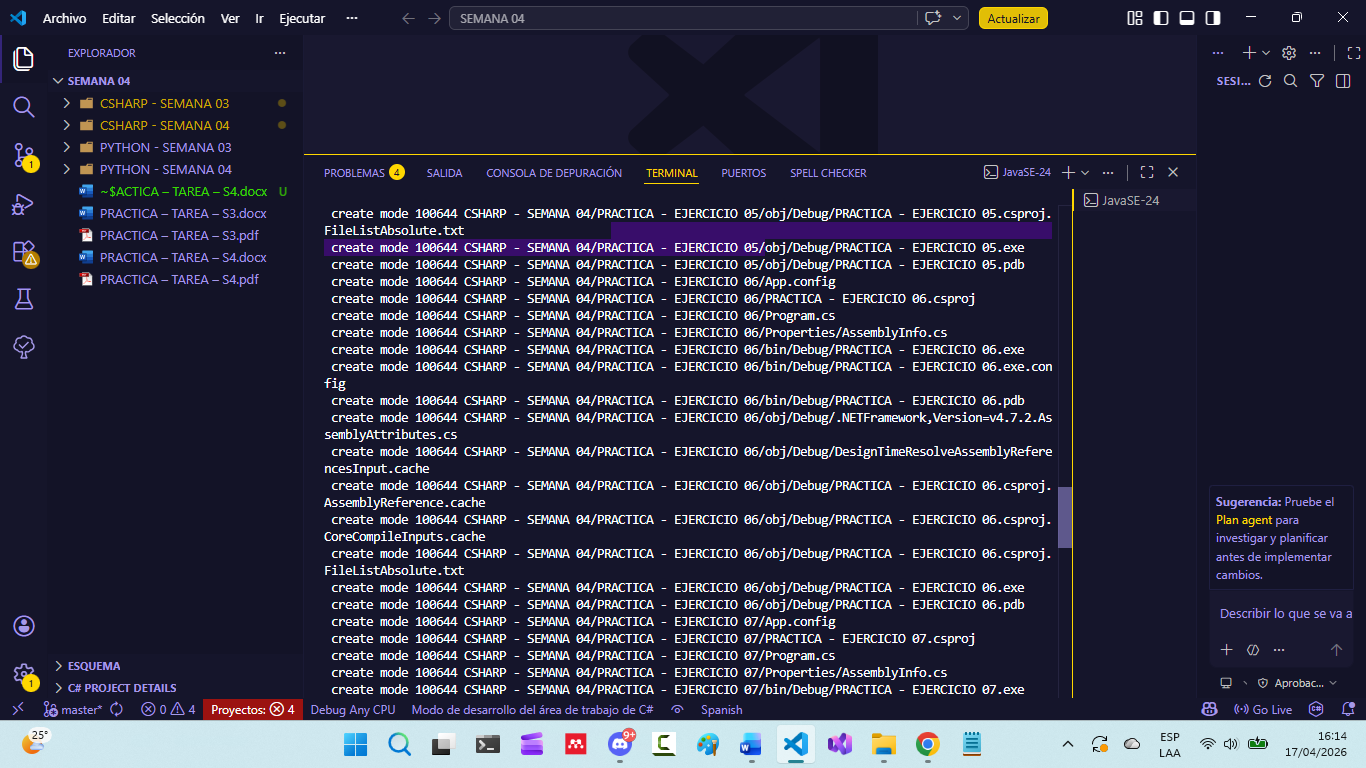 Archivo Editar Selección Ver Ir Ejecutar ···
SEMANA 04
Actualizar
EXPLORADOR
SEMANA 04
CSHARP - SEMANA 03
CSHARP - SEMANA 04
PYTHON - SEMANA 03
PYTHON - SEMANA 04
~$ACTICA – TAREA – S4.docx U
PRACTICA – TAREA – S3.docx
PRACTICA – TAREA – S3.pdf
PRACTICA – TAREA – S4.docx
PRACTICA – TAREA – S4.pdf
ESQUEMA
C# PROJECT DETAILS
1
1
PROBLEMAS 4 SALIDA CONSOLA DE DEPURACIÓN TERMINAL PUERTOS SPELL CHECKER
JavaSE-24
JavaSE-24
create mode 100644 CSHARP - SEMANA 04/PRACTICA - EJERCICIO 05/obj/Debug/PRACTICA - EJERCICIO 05.csproj.
FileListAbsolute.txt
create mode 100644 CSHARP - SEMANA 04/PRACTICA - EJERCICIO 05/obj/Debug/PRACTICA - EJERCICIO 05.exe
create mode 100644 CSHARP - SEMANA 04/PRACTICA - EJERCICIO 05/obj/Debug/PRACTICA - EJERCICIO 05.pdb
create mode 100644 CSHARP - SEMANA 04/PRACTICA - EJERCICIO 06/App.config
create mode 100644 CSHARP - SEMANA 04/PRACTICA - EJERCICIO 06/PRACTICA - EJERCICIO 06.csproj
create mode 100644 CSHARP - SEMANA 04/PRACTICA - EJERCICIO 06/Program.cs
create mode 100644 CSHARP - SEMANA 04/PRACTICA - EJERCICIO 06/Properties/AssemblyInfo.cs
create mode 100644 CSHARP - SEMANA 04/PRACTICA - EJERCICIO 06/bin/Debug/PRACTICA - EJERCICIO 06.exe
create mode 100644 CSHARP - SEMANA 04/PRACTICA - EJERCICIO 06/bin/Debug/PRACTICA - EJERCICIO 06.exe.con
fig
create mode 100644 CSHARP - SEMANA 04/PRACTICA - EJERCICIO 06/bin/Debug/PRACTICA - EJERCICIO 06.pdb
create mode 100644 CSHARP - SEMANA 04/PRACTICA - EJERCICIO 06/obj/Debug/.NETFramework,Version=v4.7.2.As
semblyAttributes.cs
create mode 100644 CSHARP - SEMANA 04/PRACTICA - EJERCICIO 06/obj/Debug/DesignTimeResolveAssemblyRefere
ncesInput.cache
create mode 100644 CSHARP - SEMANA 04/PRACTICA - EJERCICIO 06/obj/Debug/PRACTICA - EJERCICIO 06.csproj.
AssemblyReference.cache
create mode 100644 CSHARP - SEMANA 04/PRACTICA - EJERCICIO 06/obj/Debug/PRACTICA - EJERCICIO 06.csproj.
CoreCompileInputs.cache
create mode 100644 CSHARP - SEMANA 04/PRACTICA - EJERCICIO 06/obj/Debug/PRACTICA - EJERCICIO 06.csproj.
FileListAbsolute.txt
create mode 100644 CSHARP - SEMANA 04/PRACTICA - EJERCICIO 06/obj/Debug/PRACTICA - EJERCICIO 06.exe
create mode 100644 CSHARP - SEMANA 04/PRACTICA - EJERCICIO 06/obj/Debug/PRACTICA - EJERCICIO 06.pdb
create mode 100644 CSHARP - SEMANA 04/PRACTICA - EJERCICIO 07/App.config
create mode 100644 CSHARP - SEMANA 04/PRACTICA - EJERCICIO 07/PRACTICA - EJERCICIO 07.csproj
create mode 100644 CSHARP - SEMANA 04/PRACTICA - EJERCICIO 07/Program.cs
create mode 100644 CSHARP - SEMANA 04/PRACTICA - EJERCICIO 07/Properties/AssemblyInfo.cs
create mode 100644 CSHARP - SEMANA 04/PRACTICA - EJERCICIO 07/bin/Debug/PRACTICA - EJERCICIO 07.exe
SESI...
Sugerencia: Pruebe el
Plan agent para
investigar y planificar
antes de implementar
cambios.
Describir lo que se va a
Aprobac...
master* 0 4 Proyectos: 4 Debug Any CPU Modo de desarrollo del área de trabajo de C# Spanish Go Live
25°
9+
ESP
LAA
16:14
17/04/2026